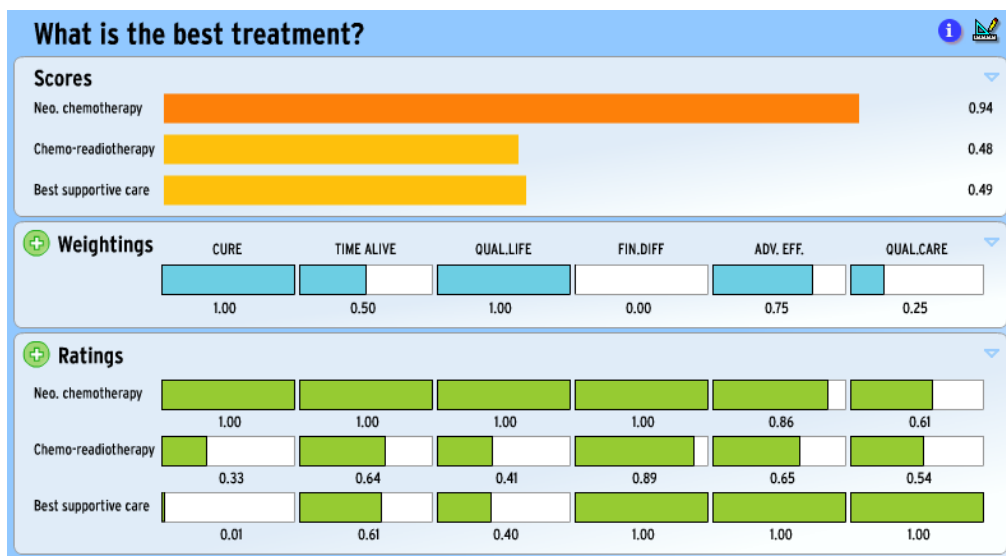 What is the best treatment?
i
Scores
Neo. chemotherapy 0.94
Chemo-readiotherapy 0.48
Best supportive care 0.49
Weightings CURE TIME ALIVE QUAL.LIFE FIN.DIFF ADV. EFF. QUAL.CARE
1.00 0.50 1.00 0.00 0.75 0.25
Ratings
Neo. chemotherapy
1.00 1.00 1.00 1.00 0.86 0.61
Chemo-readiotherapy
0.33 0.64 0.41 0.89 0.65 0.54
Best supportive care
0.01 0.61 0.40 1.00 1.00 1.00